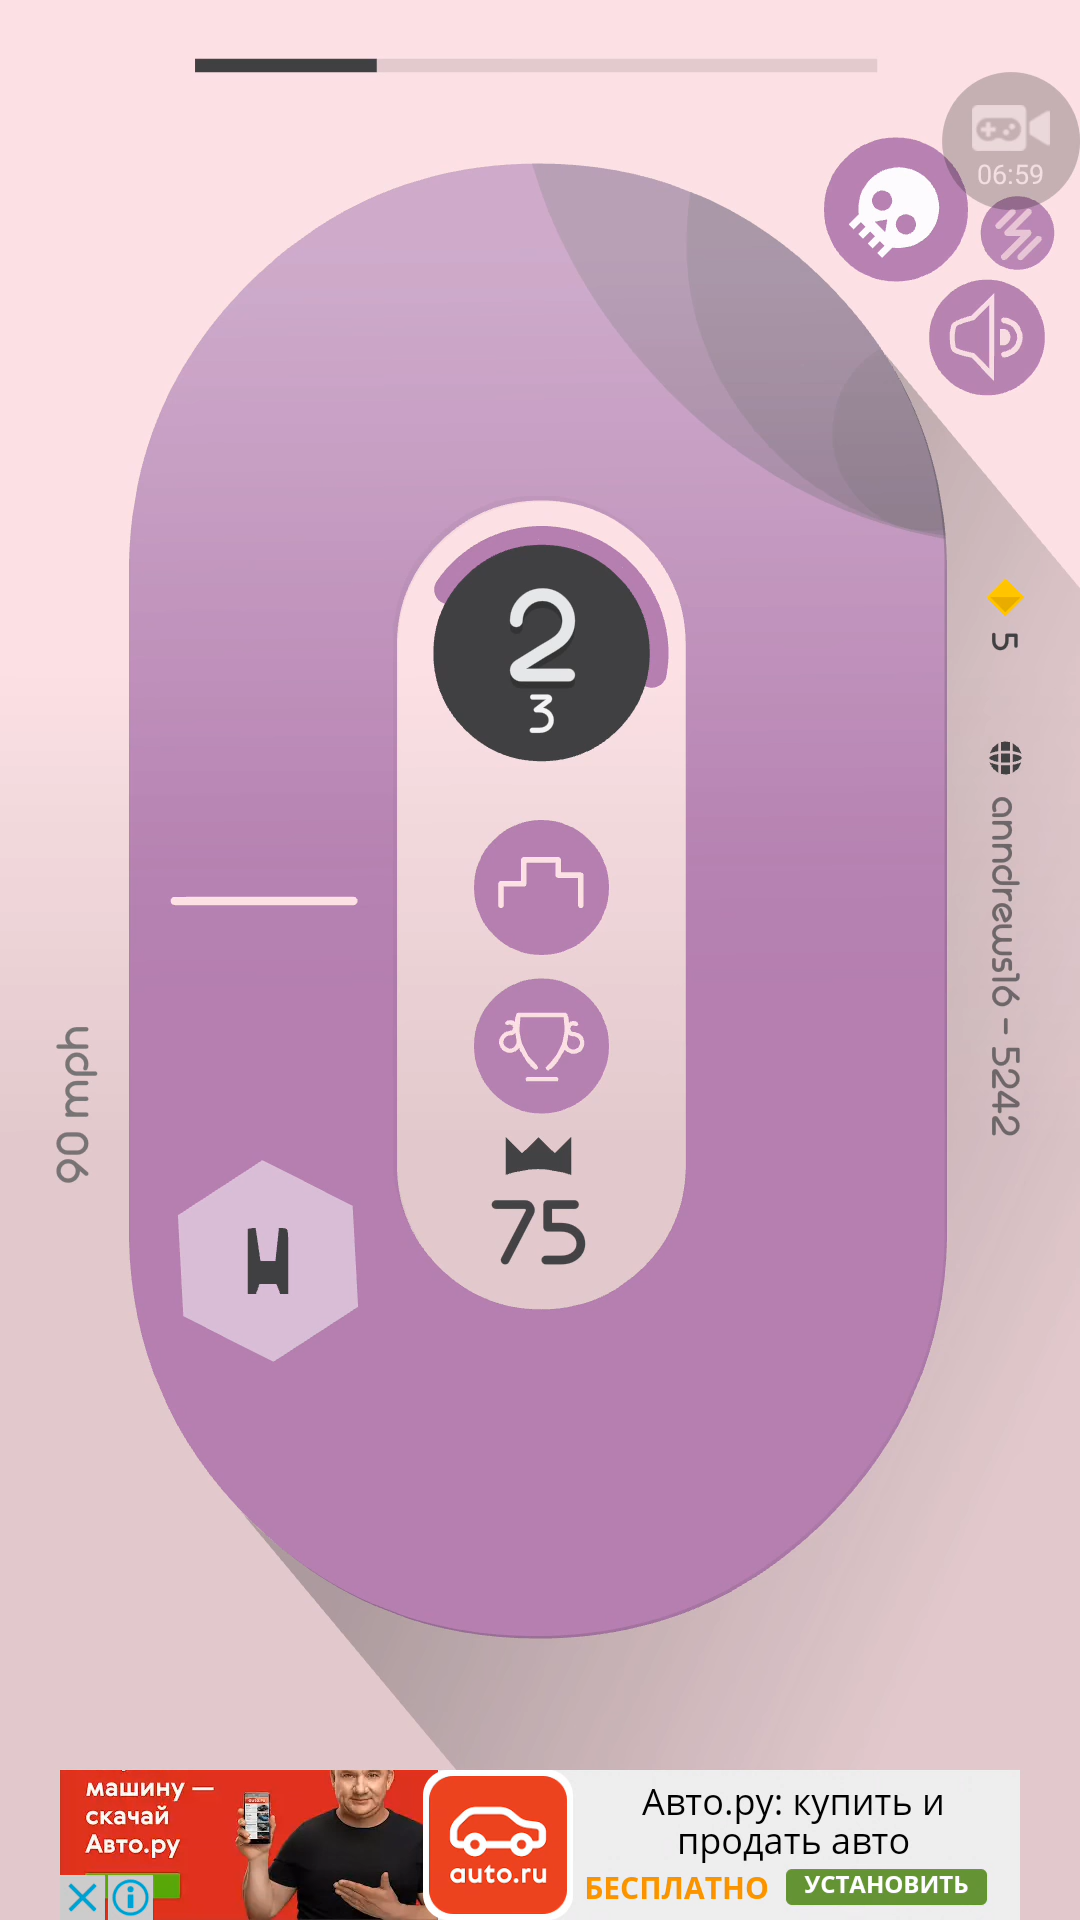 06:59
2
3
5
anndrews16 - 5242
90 mph
75
машину —
скачай
Авто.ру
auto.ru
Авто.ру: купить и
продать авто
БЕСПЛАТНО
УСТАНОВИТЬ